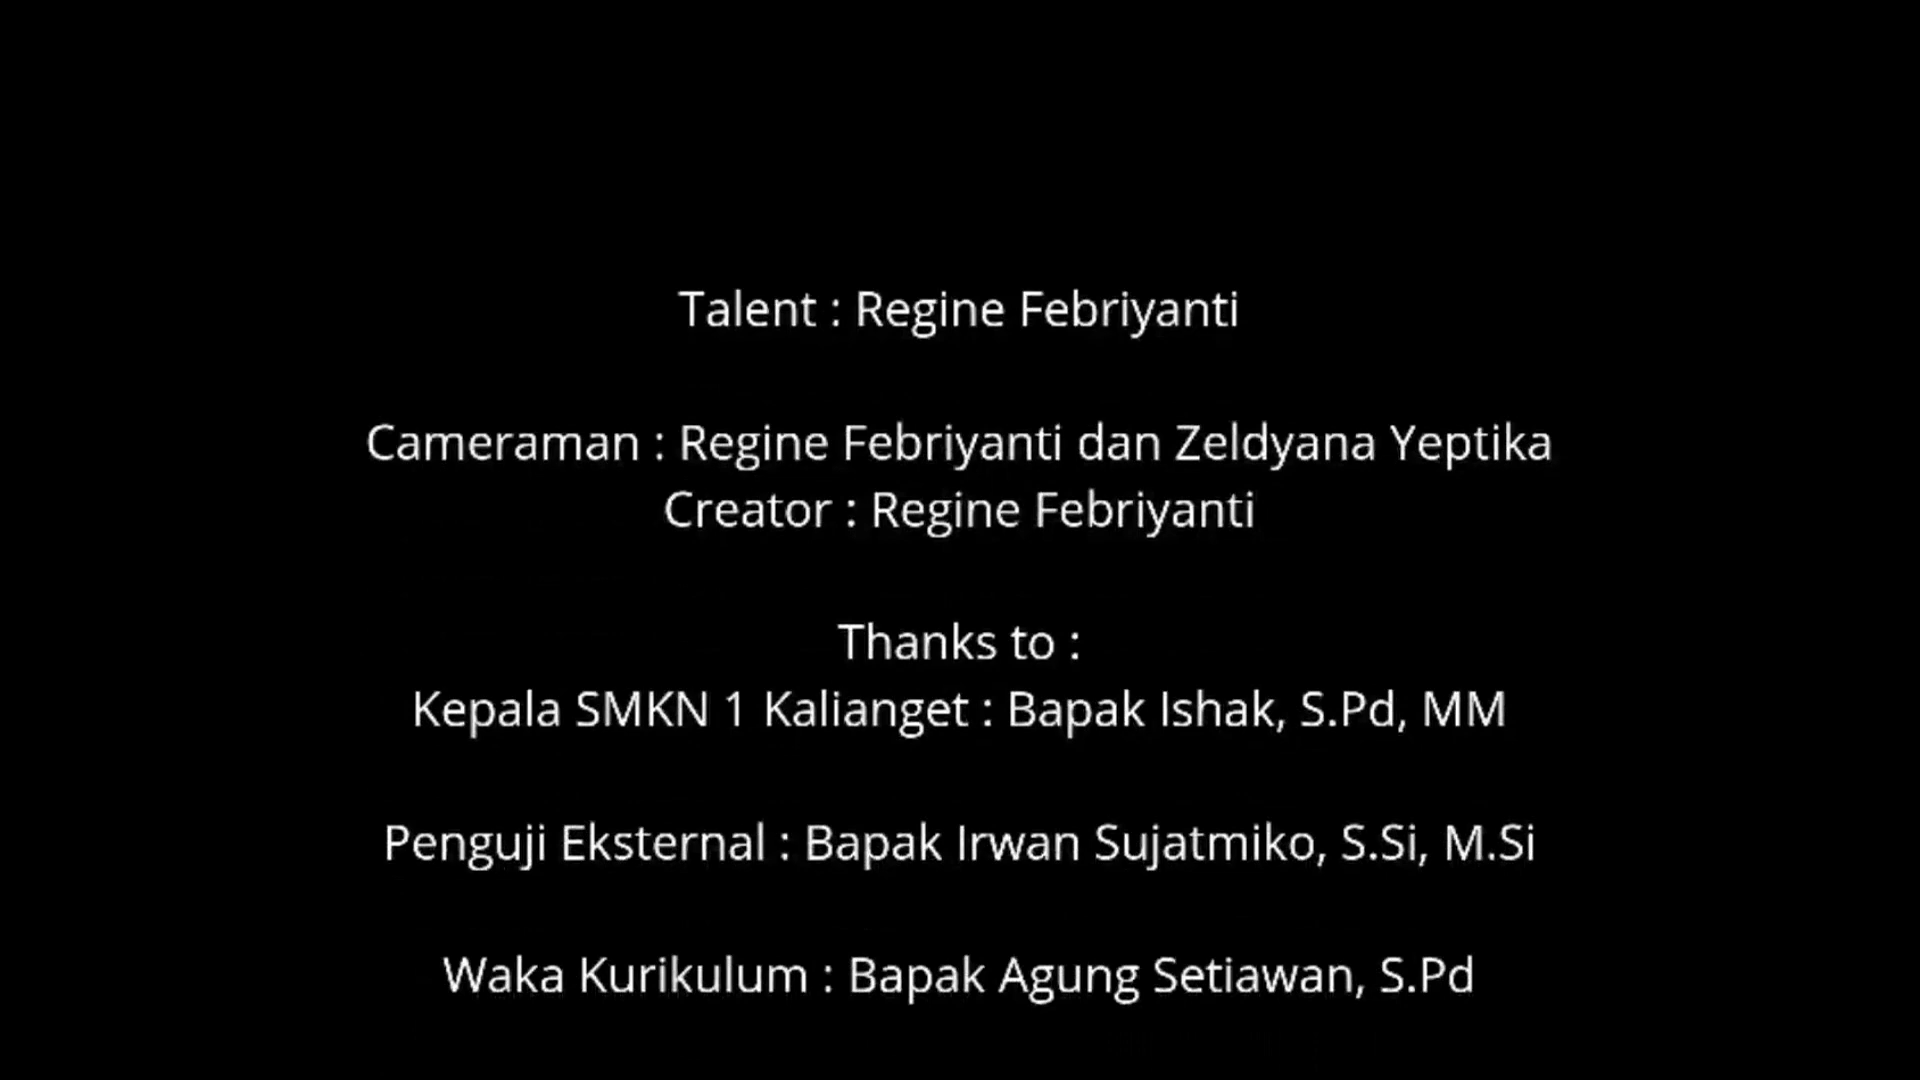 Talent : Regine Febriyanti
Cameraman : Regine Febriyanti dan Zeldyana Yeptika
Creator : Regine Febriyanti
Thanks to :
Kepala SMKN 1 Kalianget : Bapak Ishak, S.Pd, MM
Penguji Eksternal : Bapak Irwan Sujatmiko, S.Si, M.Si
Waka Kurikulum : Bapak Agung Setiawan, S.Pd